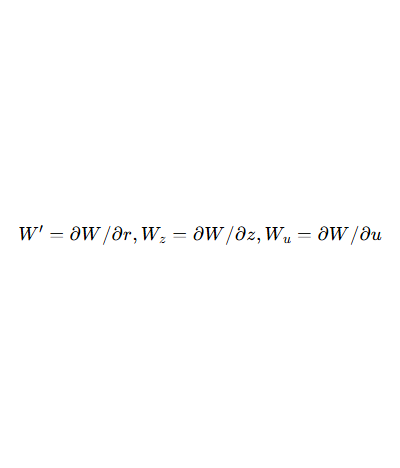 W′ = ∂W/∂r, W_z = ∂W/∂z, W_u = ∂W/∂u